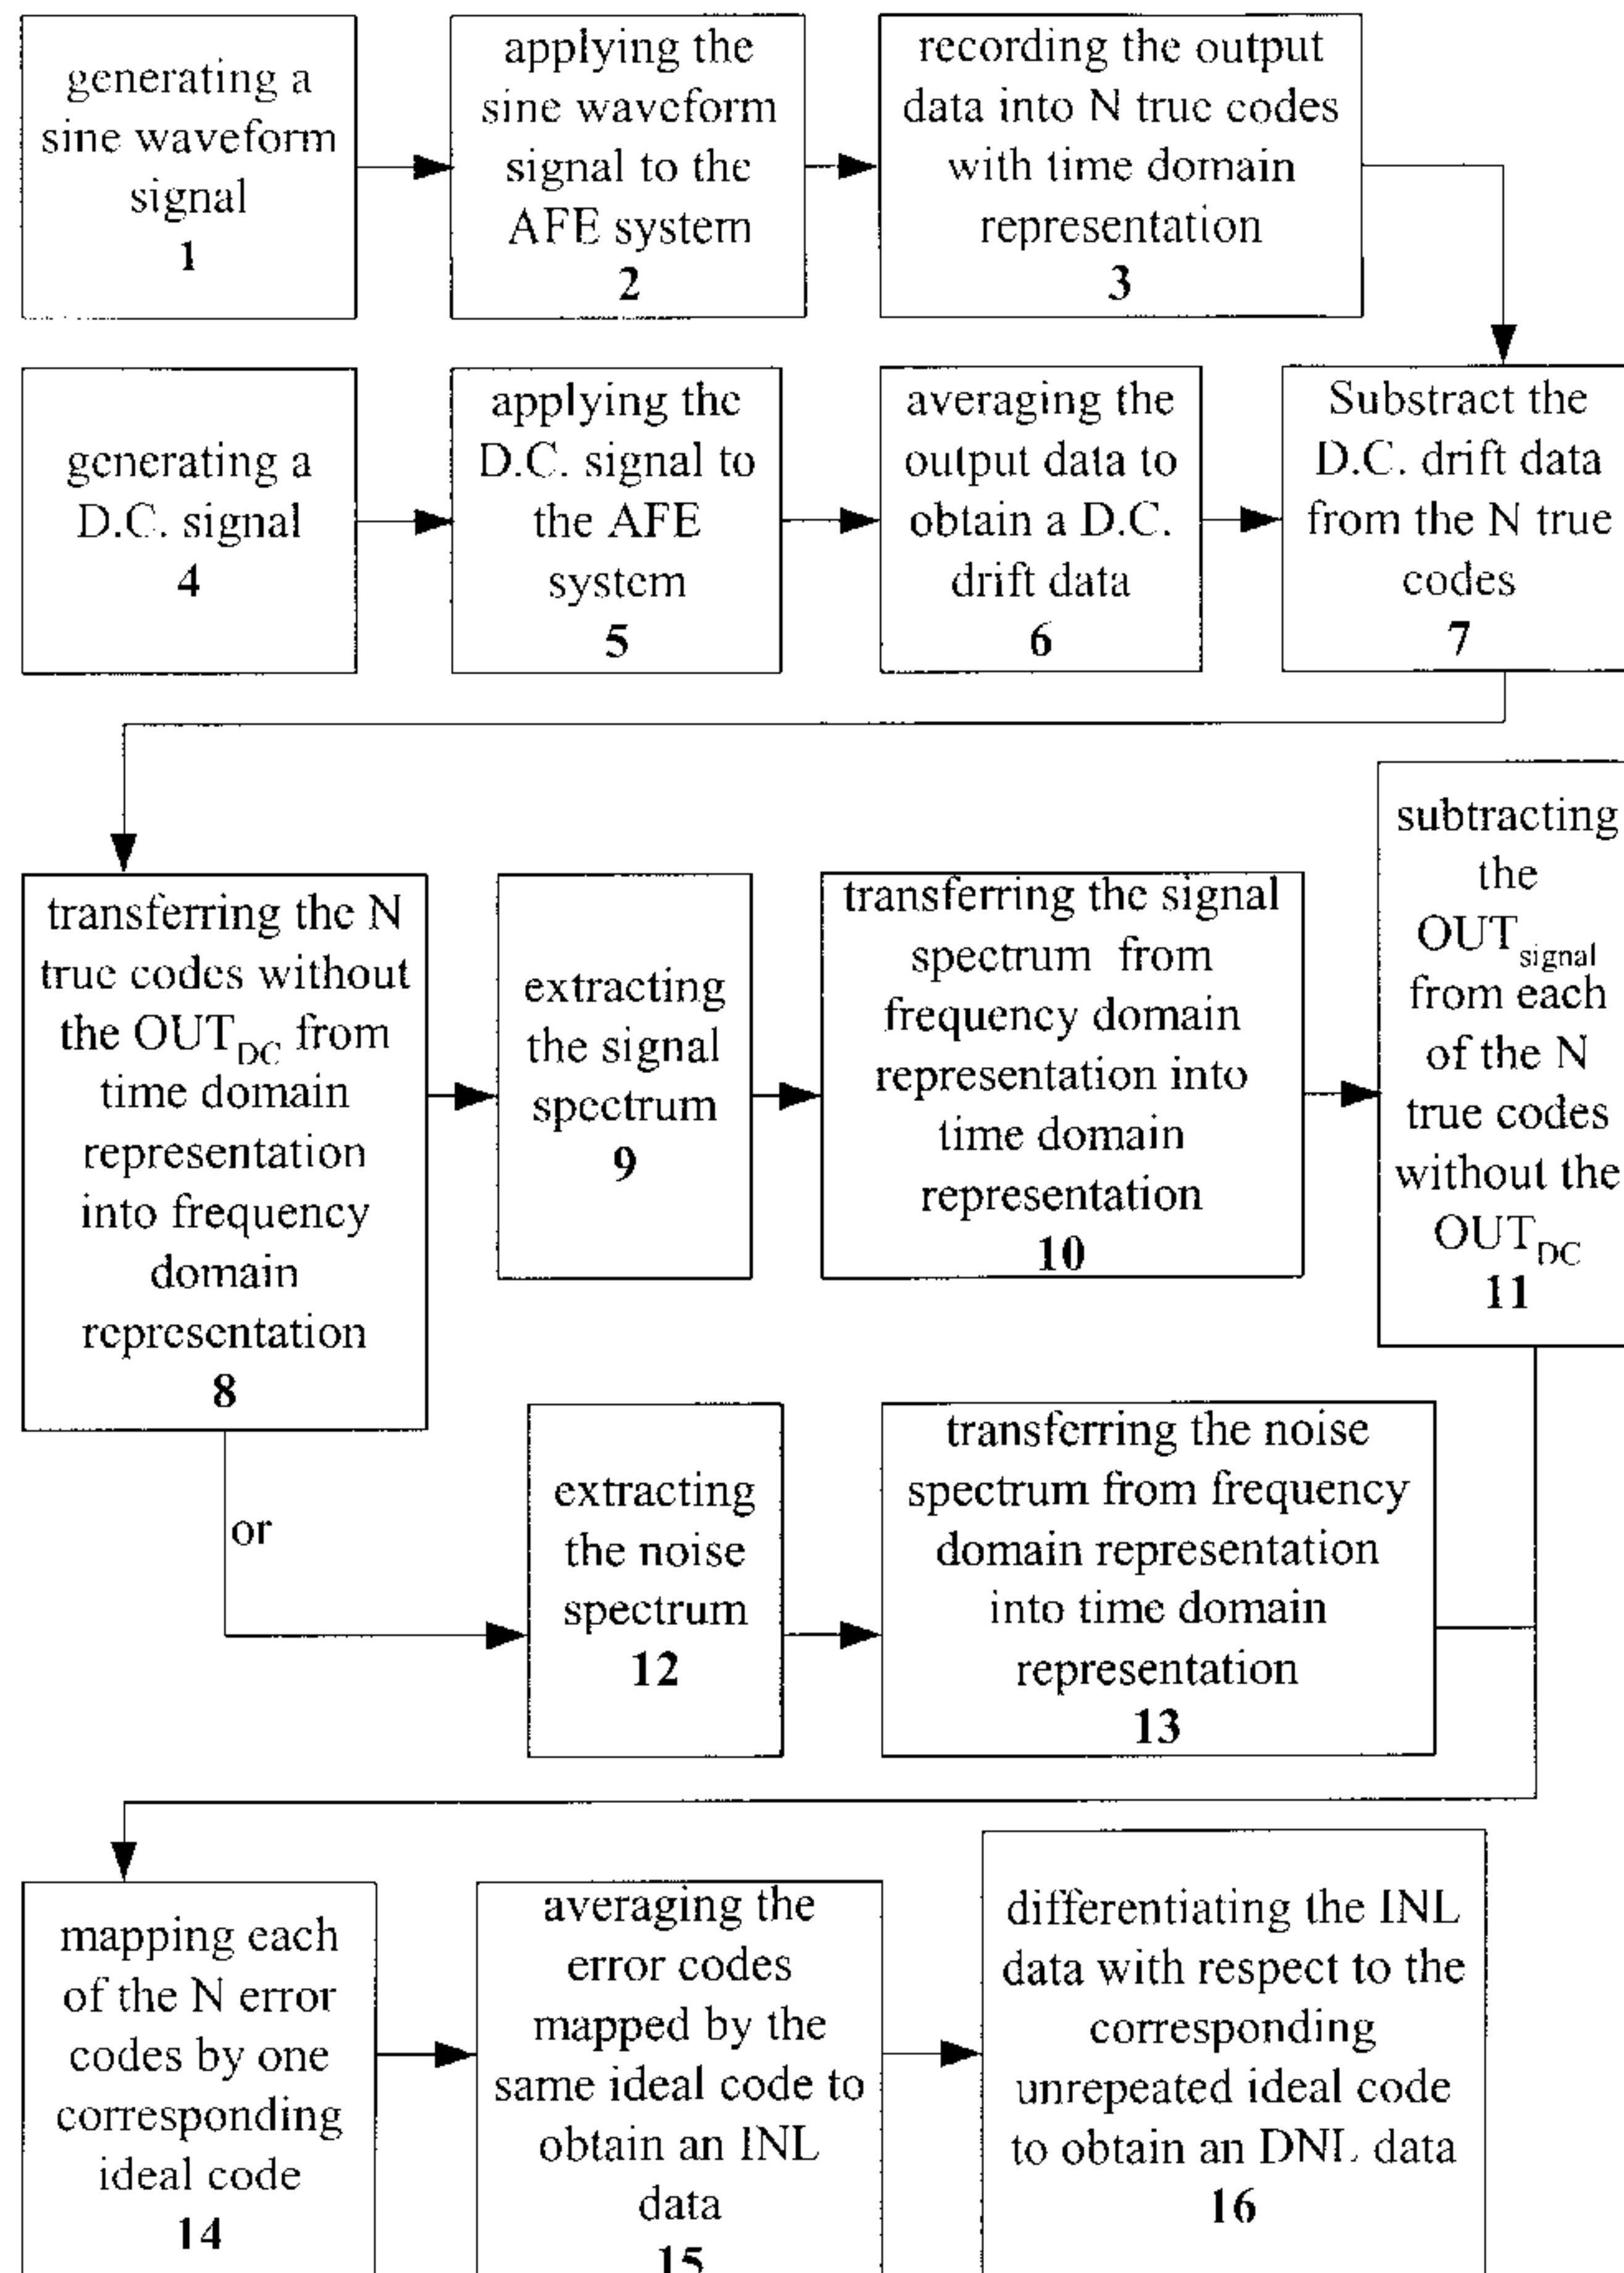 generating a
sine waveform
signal
1
applying the
sine waveform
signal to the
AFE system
2
recording the output
data into N true codes
with time domain
representation
3
generating a
D.C. signal
4
applying the
D.C. signal to
the AFE
system
5
averaging the
output data to
obtain a D.C.
drift data
6
Substract the
D.C. drift data
from the N true
codes
7
transferring the N
true codes without
the OUT_DC from
time domain
representation
into frequency
domain
representation
8
extracting
the signal
spectrum
9
transferring the signal
spectrum from
frequency domain
representation into
time domain
representation
10
subtracting
the
OUT_signal
from each
of the N
true codes
without the
OUT_DC
11
or
extracting
the noise
spectrum
12
transferring the noise
spectrum from frequency
domain representation
into time domain
representation
13
mapping each
of the N error
codes by one
corresponding
ideal code
14
averaging the
error codes
mapped by the
same ideal code to
obtain an INL
data
15
differentiating the INL
data with respect to the
corresponding
unrepeated ideal code
to obtain an DNL data
16